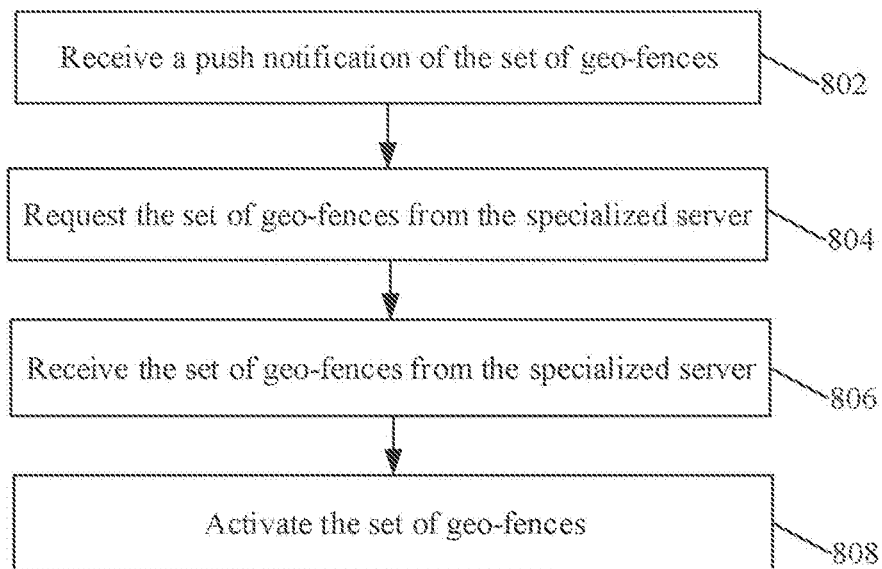 Receive a push notification of the set of geo-fences
802
Request the set of geo-fences from the specialized server
804
Receive the set of geo-fences from the specialized server
806
Activate the set of geo-fences
808